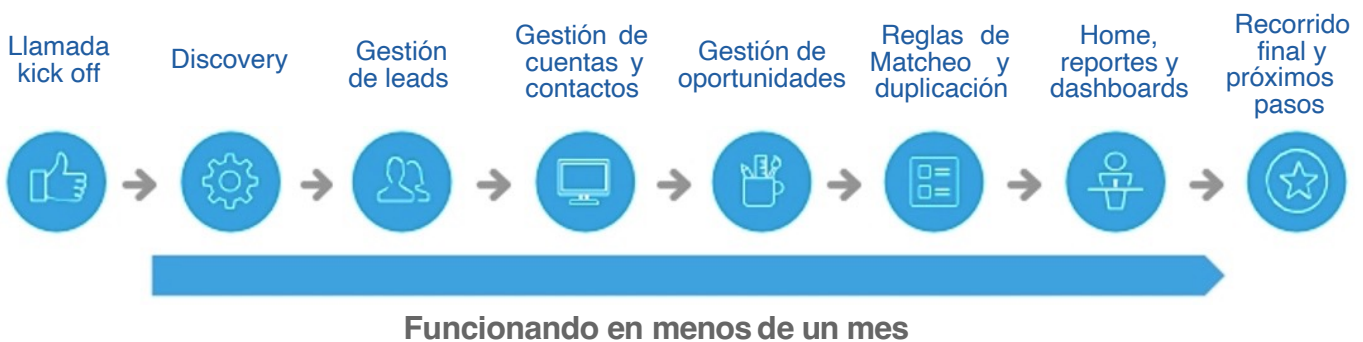 Llamada
kick off
Discovery
Gestión
de leads
Gestión de
cuentas y
contactos
Gestión de
oportunidades
Reglas de
Matcheo y
duplicación
Home,
reportes y
dashboards
Recorrido
final y
próximos
pasos
Funcionando en menos de un mes